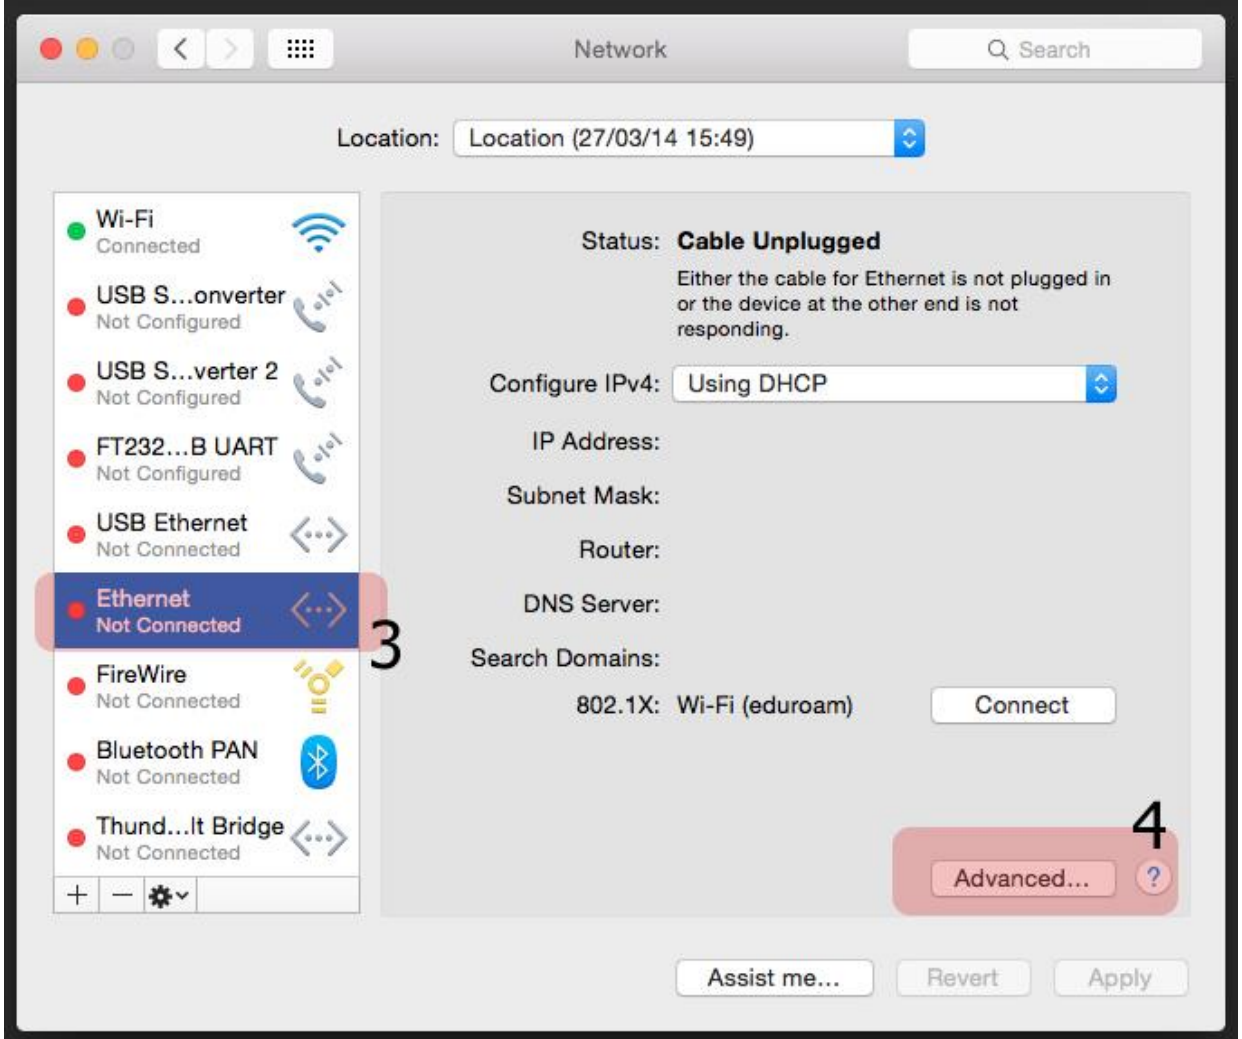 Network
Search
Location: Location (27/03/14 15:49)
Wi-Fi
Connected
USB S...onverter
Not Configured
USB S...verter 2
Not Configured
FT232...B UART
Not Configured
USB Ethernet
Not Connected
Ethernet
Not Connected
3
FireWire
Not Connected
Bluetooth PAN
Not Connected
Thund...lt Bridge
Not Connected
Status: Cable Unplugged
Either the cable for Ethernet is not plugged in
or the device at the other end is not
responding.
Configure IPv4: Using DHCP
IP Address:
Subnet Mask:
Router:
DNS Server:
Search Domains:
802.1X: Wi-Fi (eduroam) Connect
4
Advanced... ?
Assist me... Revert Apply